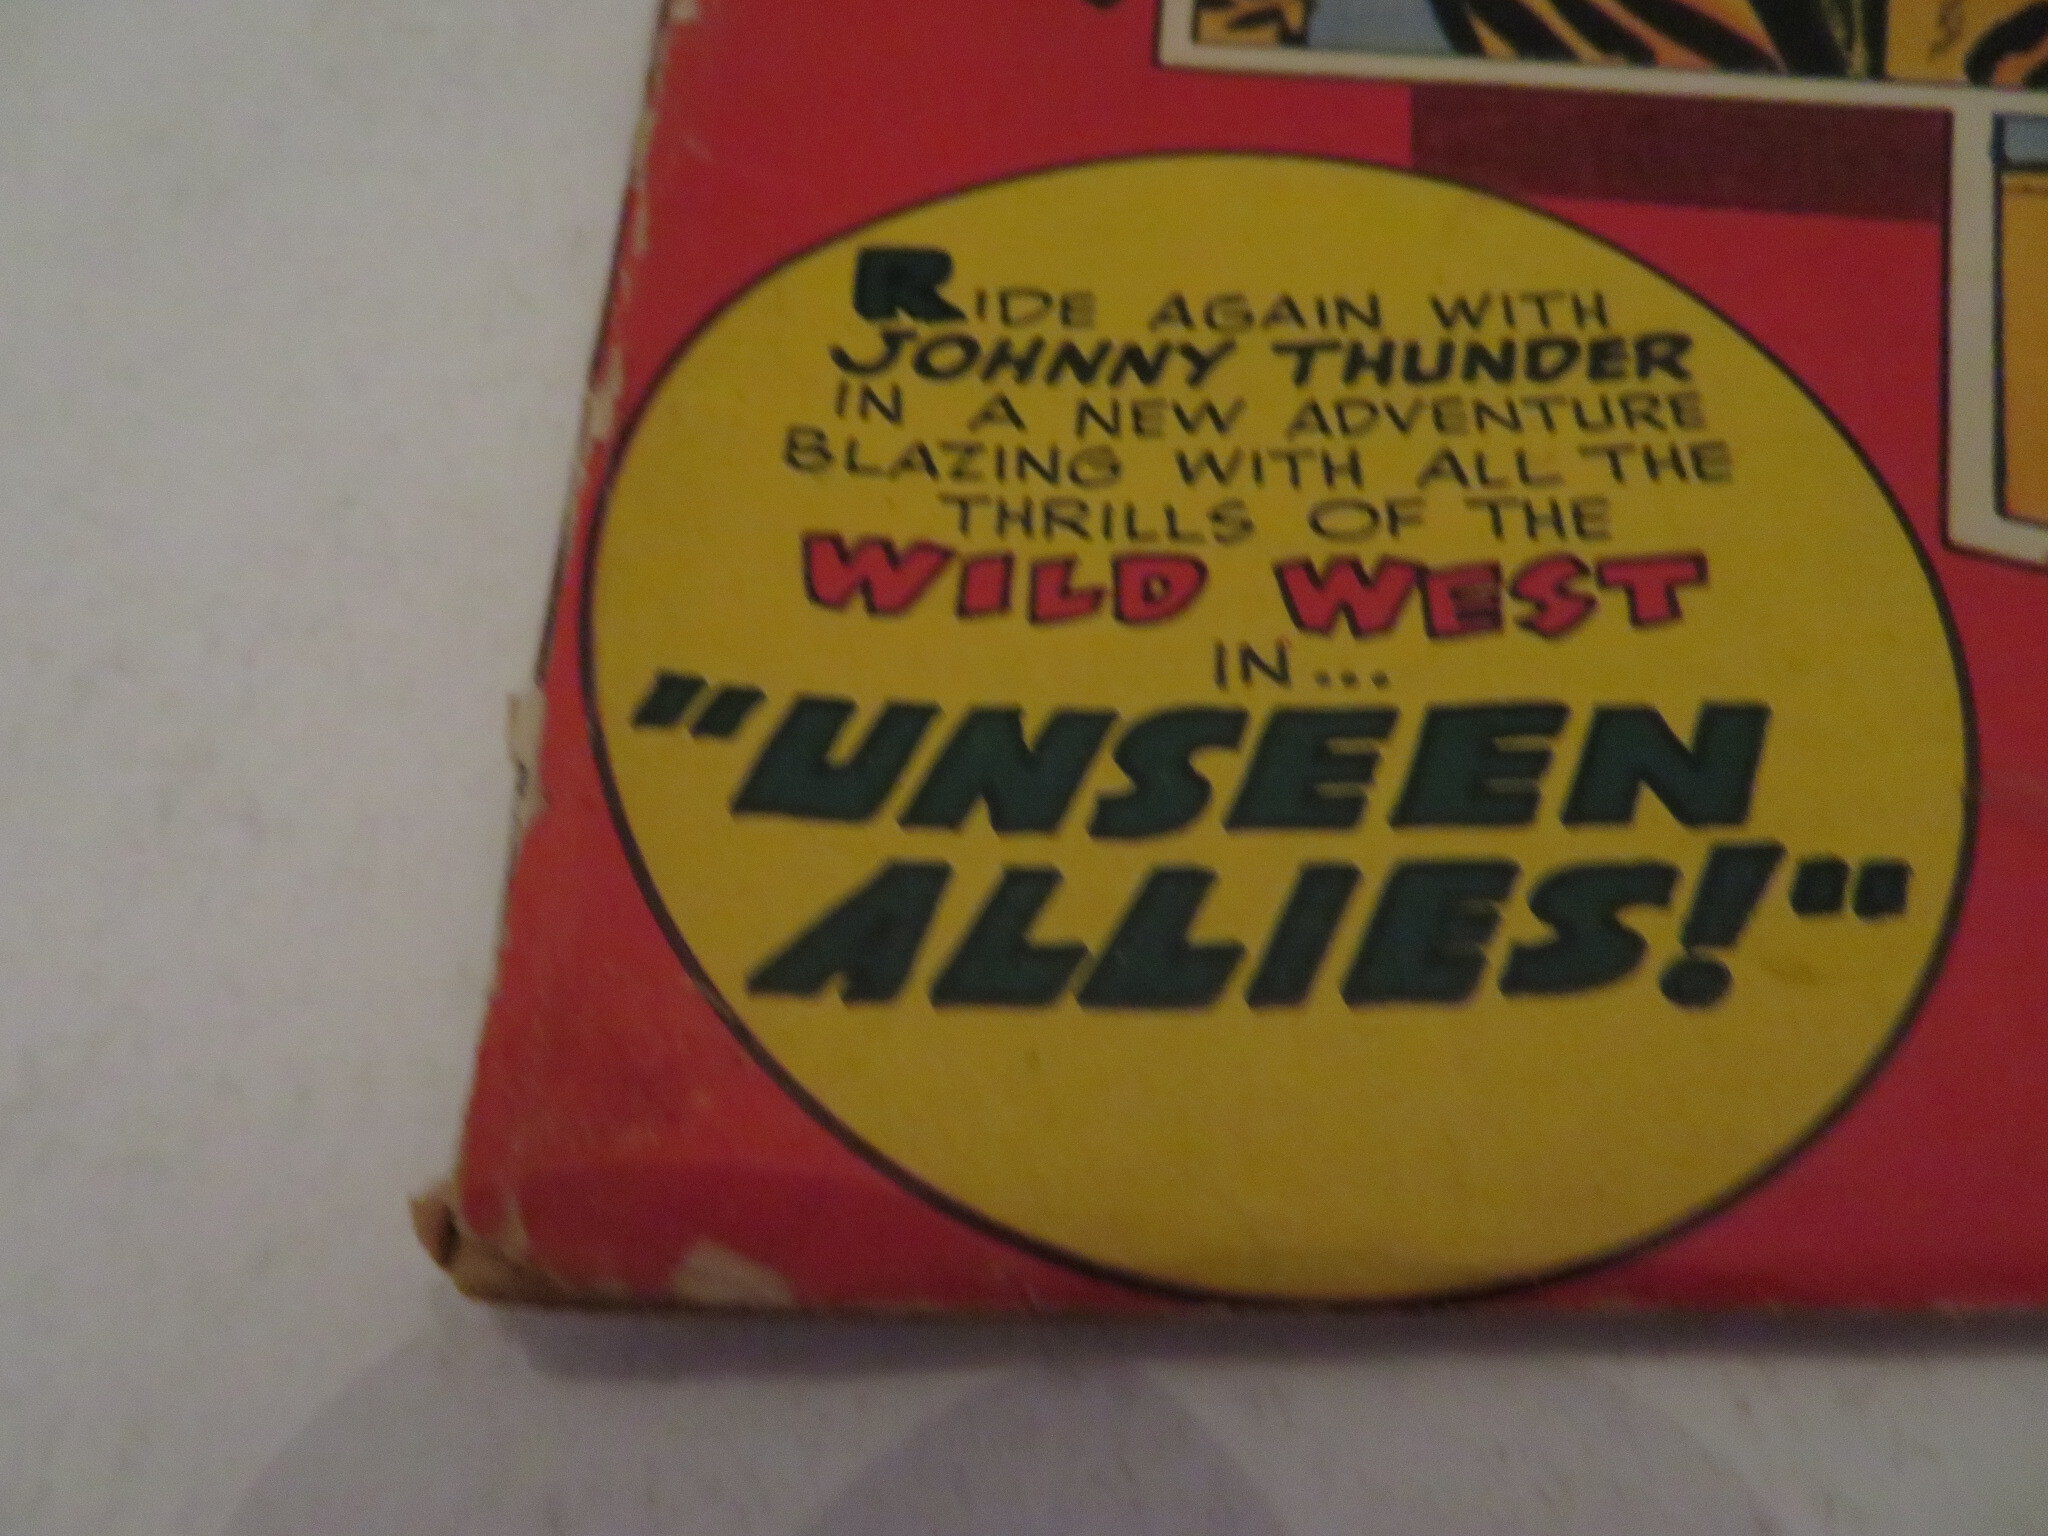 RIDE AGAIN WITH
JOHNNY THUNDER
IN A NEW ADVENTURE
BLAZING WITH ALL THE
THRILLS OF THE
WILD WEST
IN...
"UNSEEN
ALLIES!"